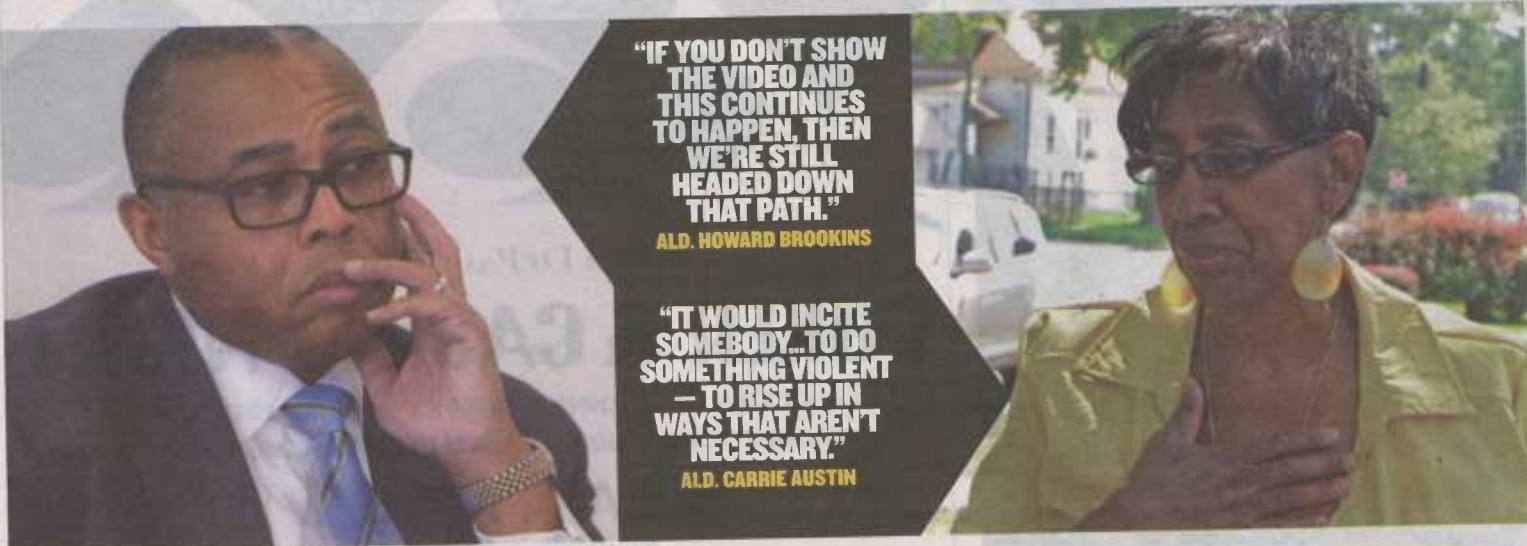 “IF YOU DON’T SHOW
THE VIDEO AND
THIS CONTINUES
TO HAPPEN, THEN
WE’RE STILL
HEADED DOWN
THAT PATH.”
ALD. HOWARD BROOKINS
“IT WOULD INCITE
SOMEBODY...TO DO
SOMETHING VIOLENT
— TO RISE UP IN
WAYS THAT AREN’T
NECESSARY.”
ALD. CARRIE AUSTIN